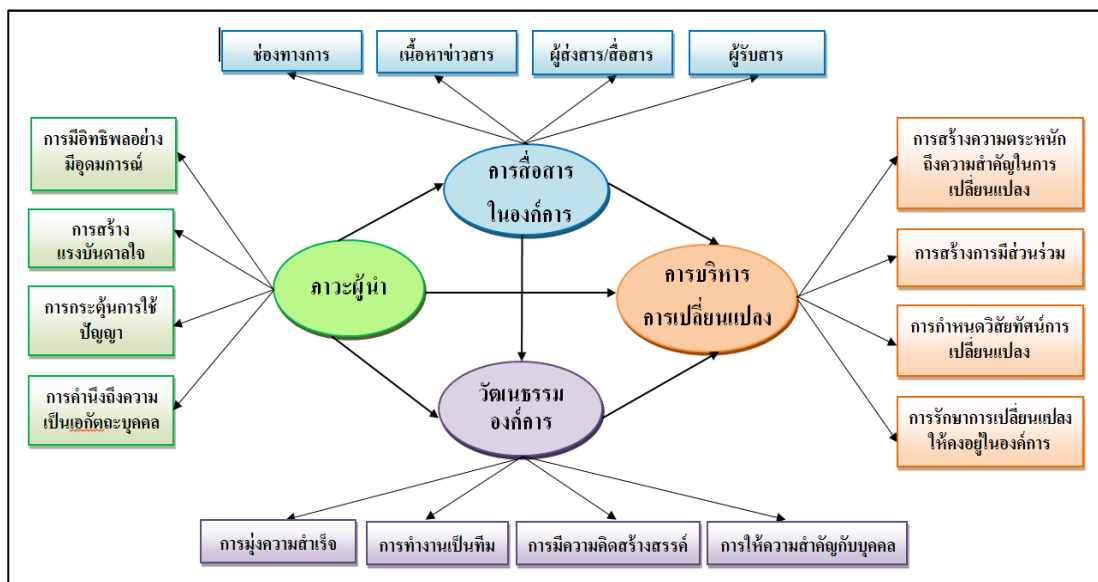 ช่องทางการ
เนื้อหาข่าวสาร
ผู้ส่งสาร/สื่อสาร
ผู้รับสาร
การมีอิทธิพลอย่าง
มีอุดมการณ์
การสร้าง
แรงบันดาลใจ
การกระตุ้นการใช้
ปัญญา
การคำนึงถึงความ
เป็นเอกัตถะบุคคล
การสื่อสาร
ในองค์การ
ภาวะผู้นำ
การบริหาร
การเปลี่ยนแปลง
วัฒนธรรม
องค์การ
การสร้างความตระหนัก
ถึงความสำคัญในการ
เปลี่ยนแปลง
การสร้างการมีส่วนร่วม
การกำหนดวิสัยทัศน์การ
เปลี่ยนแปลง
การรักษาการเปลี่ยนแปลง
ให้คงอยู่ในองค์การ
การมุ่งความสำเร็จ
การทำงานเป็นทีม
การมีความคิดสร้างสรรค์
การให้ความสำคัญกับบุคคล